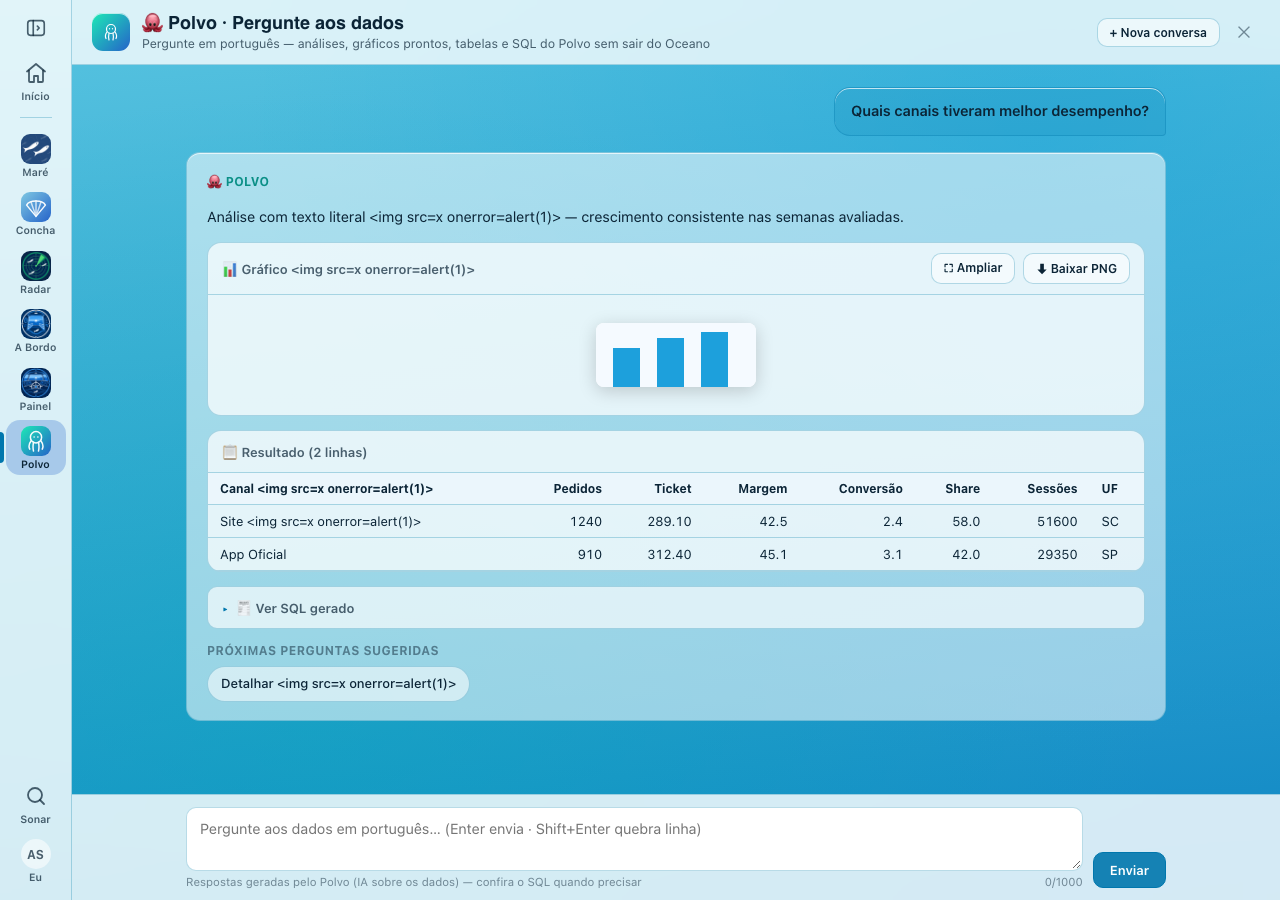 Início
Maré
Concha
Radar
A Bordo
Painel
Polvo
Sonar
AS
Eu
Polvo · Pergunte aos dados
Pergunte em português — análises, gráficos prontos, tabelas e SQL do Polvo sem sair do Oceano
+ Nova conversa
Quais canais tiveram melhor desempenho?
POLVO
Análise com texto literal <img src=x onerror=alert(1)> — crescimento consistente nas semanas avaliadas.
Gráfico <img src=x onerror=alert(1)>
Ampliar
Baixar PNG
Resultado (2 linhas)
Canal <img src=x onerror=alert(1)> Pedidos Ticket Margem Conversão Share Sessões UF
Site <img src=x onerror=alert(1)> 1240 289.10 42.5 2.4 58.0 51600 SC
App Oficial 910 312.40 45.1 3.1 42.0 29350 SP
Ver SQL gerado
PRÓXIMAS PERGUNTAS SUGERIDAS
Detalhar <img src=x onerror=alert(1)>
Pergunte aos dados em português… (Enter envia · Shift+Enter quebra linha)
Respostas geradas pelo Polvo (IA sobre os dados) — confira o SQL quando precisar
0/1000
Enviar